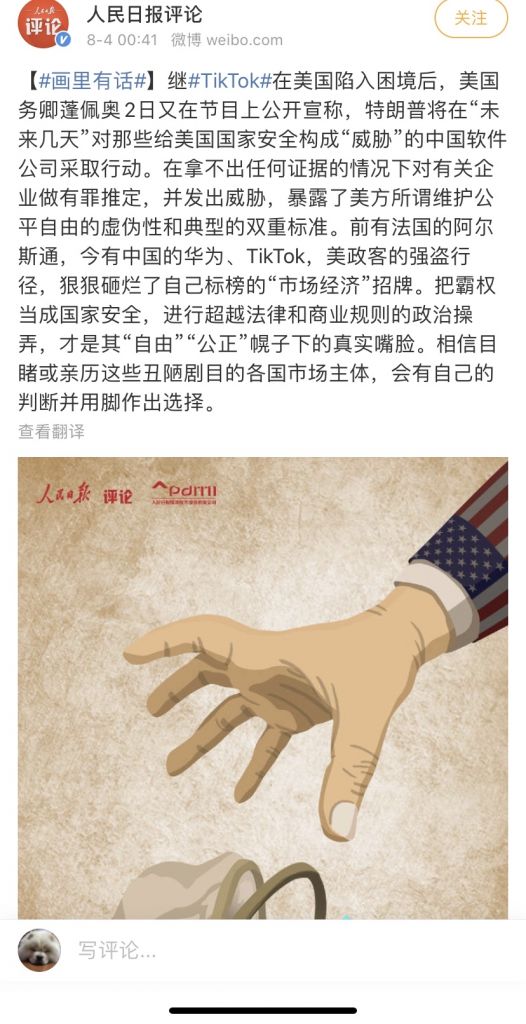 人民日报
评论
人民日报评论
关注
8-4 00:41 微博 weibo.com
【#画里有话#】继#TikTok#在美国陷入困境后，美国
务卿蓬佩奥2日又在节目上公开宣称，特朗普将在“未
来几天”对那些给美国国家安全构成“威胁”的中国软件
公司采取行动。在拿不出任何证据的情况下对有关企
业做有罪推定，并发出威胁，暴露了美方所谓维护公
平自由的虚伪性和典型的双重标准。前有法国的阿尔
斯通，今有中国的华为、TikTok，美政客的强盗行
径，狠狠砸烂了自己标榜的“市场经济”招牌。把霸权
当成国家安全，进行超越法律和商业规则的政治操
弄，才是其“自由”“公正”幌子下的真实嘴脸。相信目
睹或亲历这些丑陋剧目的各国市场主体，会有自己的
判断并用脚作出选择。
查看翻译
人民日报 评论 pdmi
写评论...